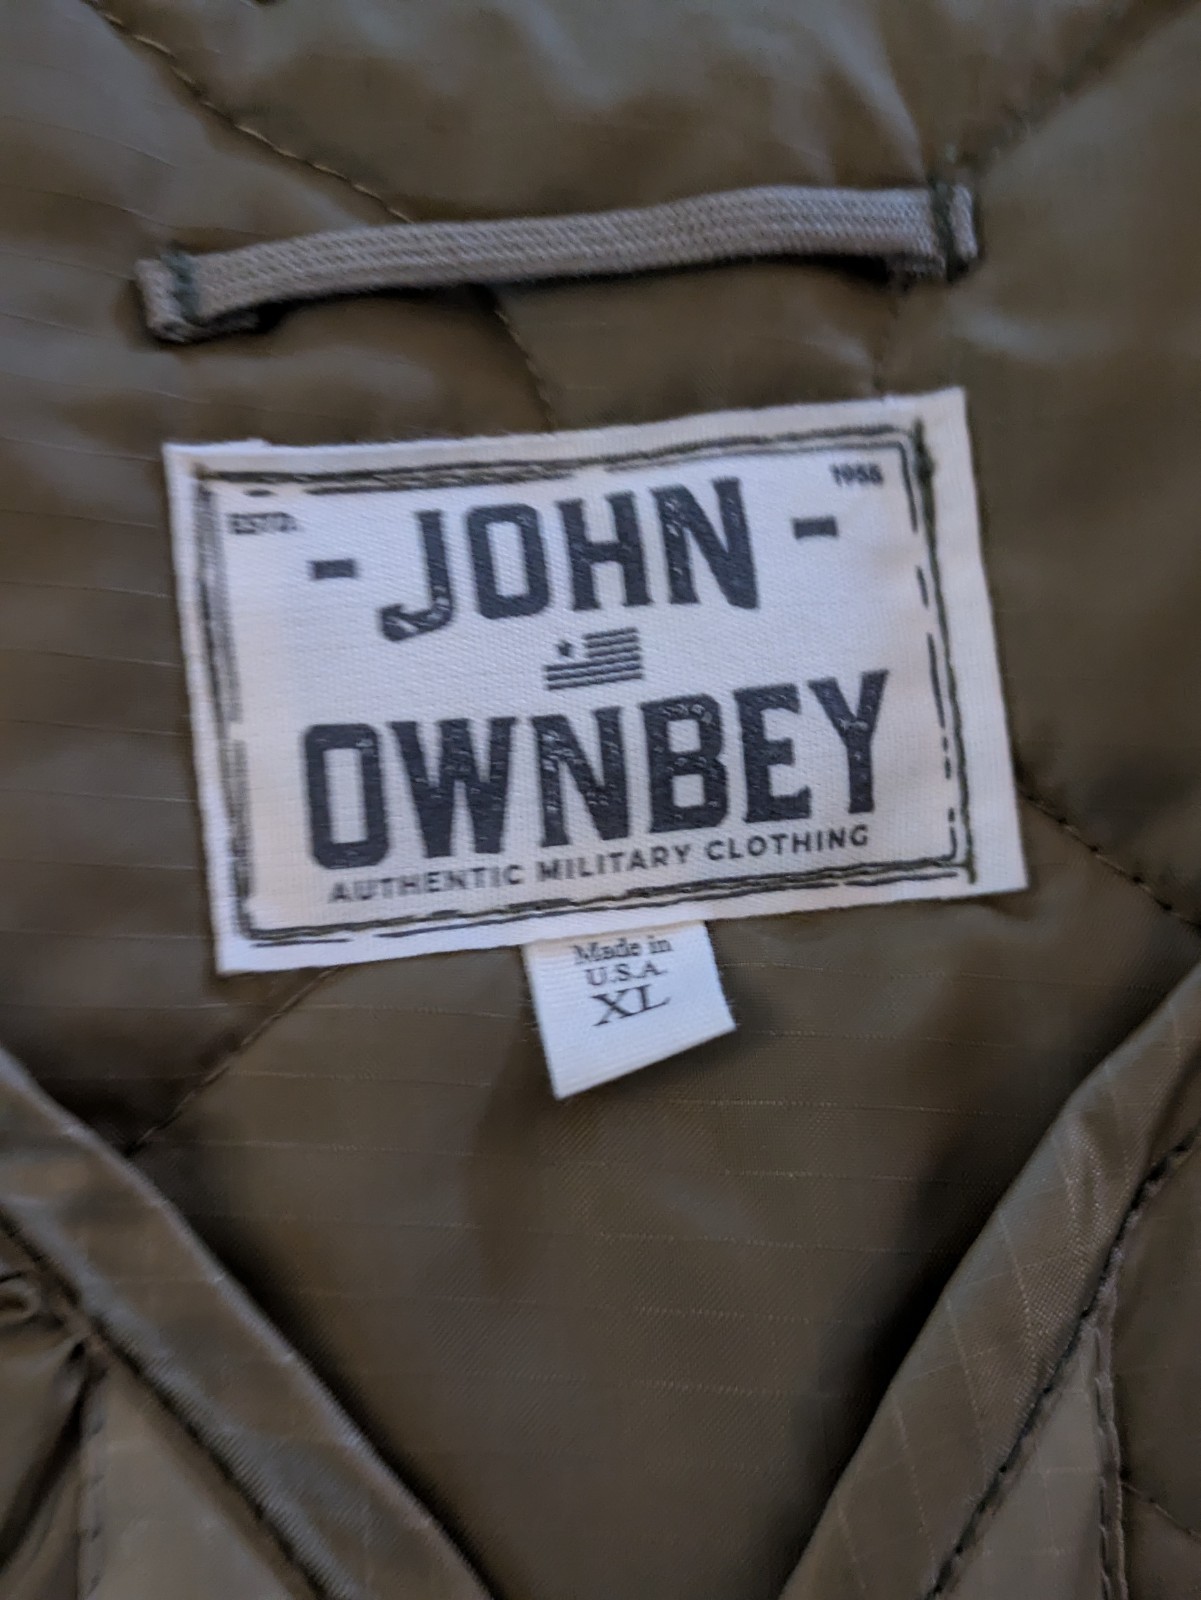 ESTD. 1955
- JOHN -
OWNBEY
AUTHENTIC MILITARY CLOTHING
Made in
U.S.A.
XL